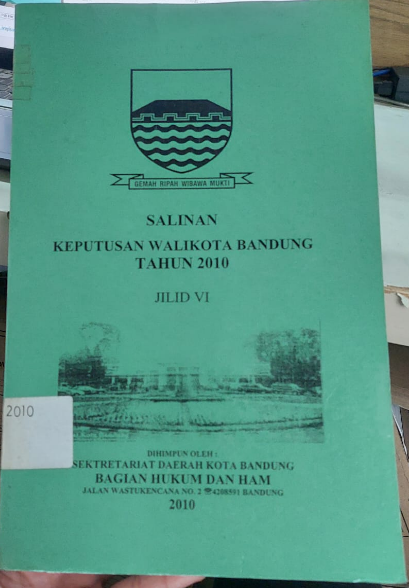 GEMAH RIPAH WIBAWA MUKTI
SALINAN
KEPUTUSAN WALIKOTA BANDUNG
TAHUN 2010
JILID VI
2010
DIHIMPUN OLEH :
SEKTRETARIAT DAERAH KOTA BANDUNG
BAGIAN HUKUM DAN HAM
JALAN WASTUKENCANA NO. 2 ☎4208591 BANDUNG
2010